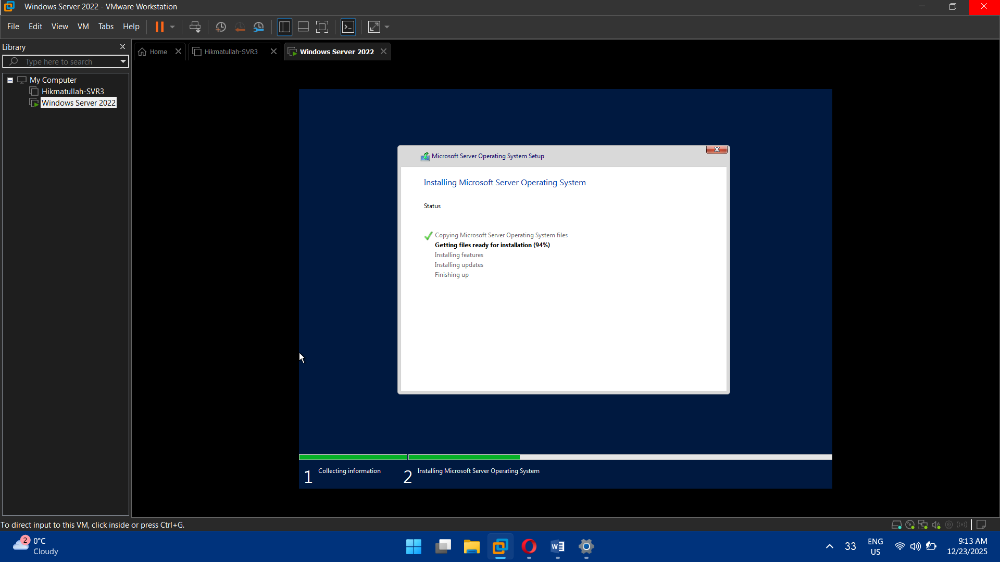 Windows Server 2022 - VMware Workstation
File Edit View VM Tabs Help
Library
Type here to search
My Computer
Hikmatullah-SVR3
Windows Server 2022
Home
Hikmatullah-SVR3
Windows Server 2022
Microsoft Server Operating System Setup
Installing Microsoft Server Operating System
Status
Copying Microsoft Server Operating System files
Getting files ready for installation (94%)
Installing features
Installing updates
Finishing up
1 Collecting information
2 Installing Microsoft Server Operating System
To direct input to this VM, click inside or press Ctrl+G.
2
0°C
Cloudy
33
ENG
US
9:13 AM
12/23/2025